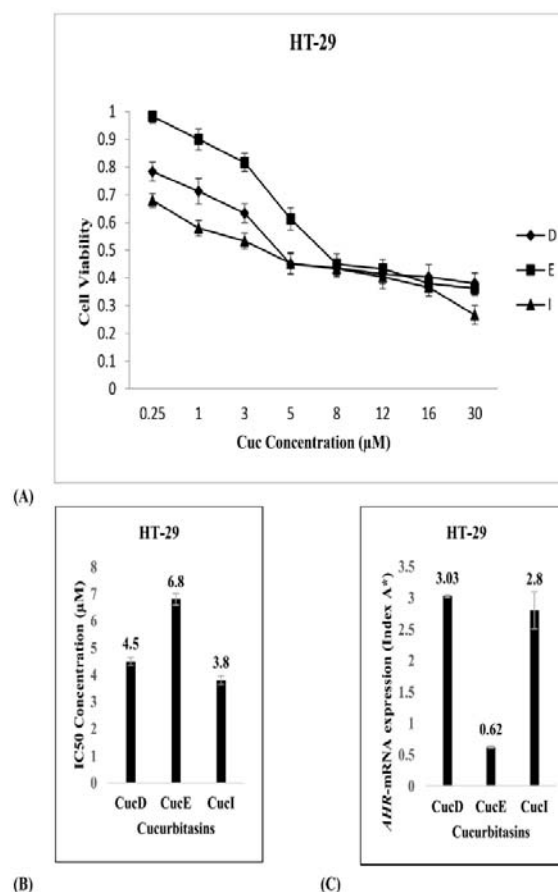 HT-29
1
0.9
0.8
0.7
0.6
0.5
0.4
0.3
0.2
0.1
0
Cell Viability
0.25 1 3 5 8 12 16 30
Cuc Concentration (µM)
D
E
I
(A)
HT-29
8
7
6
5
4
3
2
1
0
IC50 Concentration (µM)
4.5
6.8
3.8
CucD CucE CucI
Cucurbitasins
(B)
HT-29
3.5
3
2.5
2
1.5
1
0.5
0
AHR-mRNA expression (Index A*)
3.03
0.62
2.8
CucD CucE CucI
Cucurbitasins
(C)